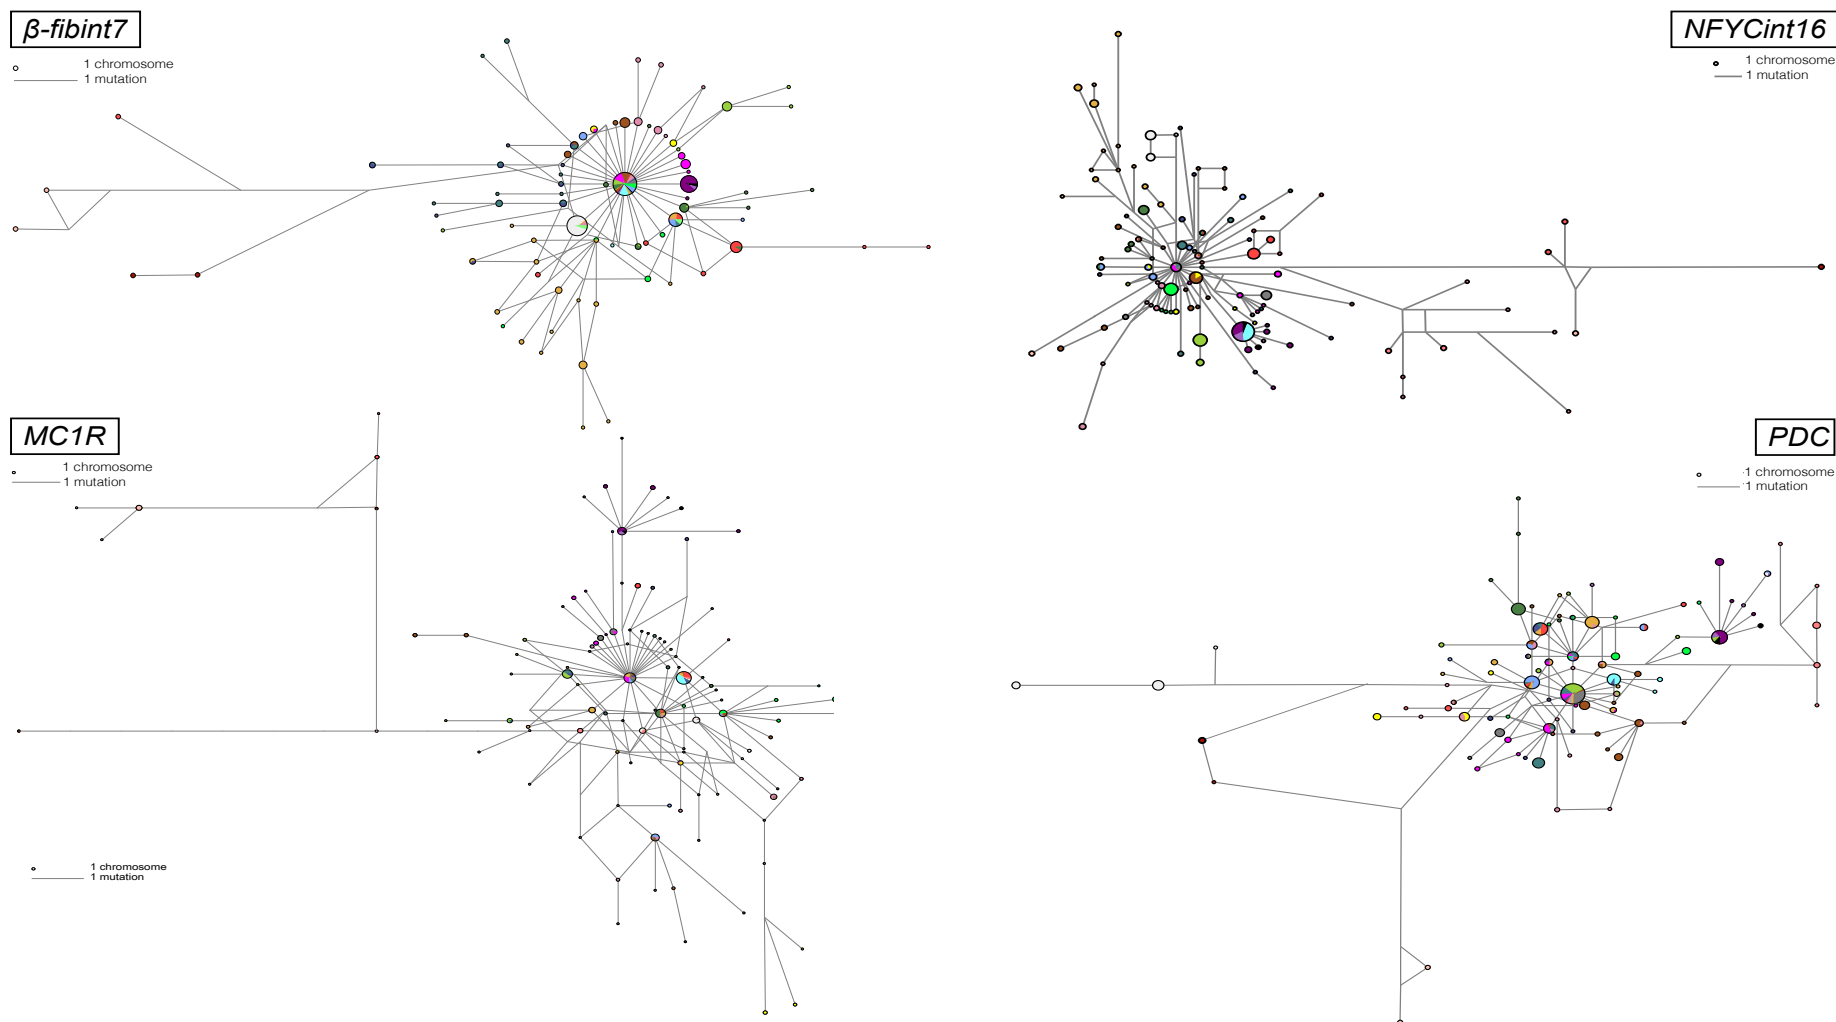 β-fibint7
1 chromosome
1 mutation
NFYCint16
1 chromosome
1 mutation
MC1R
1 chromosome
1 mutation
PDC
1 chromosome
1 mutation
1 chromosome
1 mutation